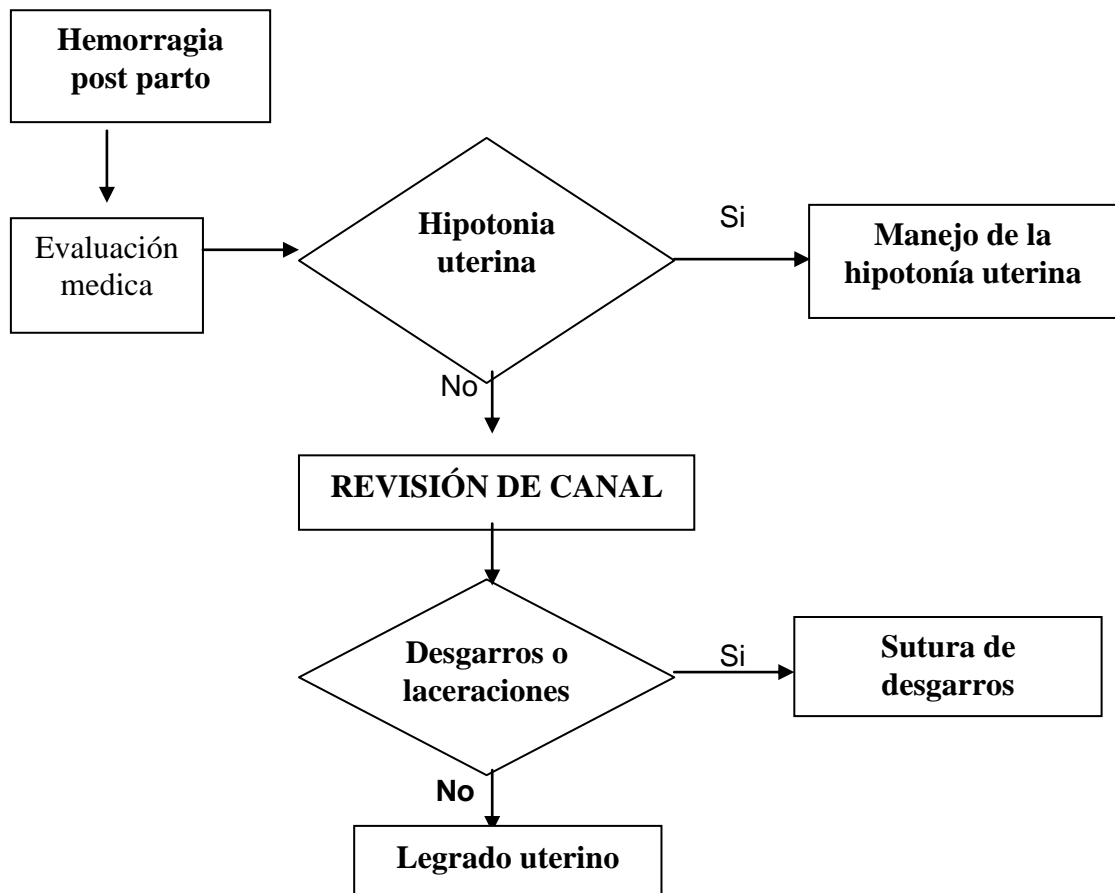 Hemorragia
post parto
Evaluación
medica
Hipotonia
uterina
Si
Manejo de la
hipotonía uterina
No
REVISIÓN DE CANAL
Desgarros o
laceraciones
Si
Sutura de
desgarros
No
Legrado uterino